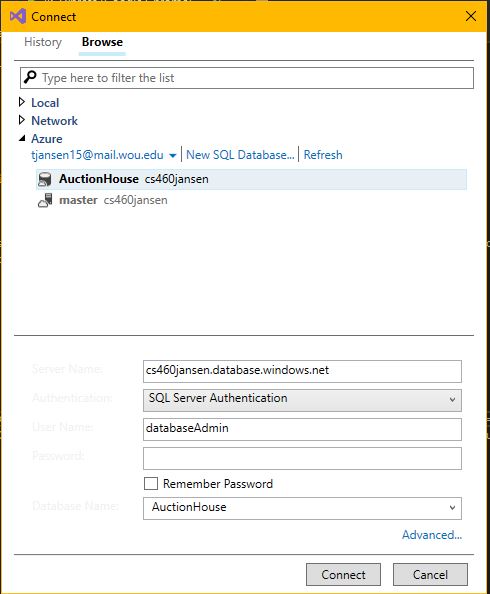 Connect
History Browse
Type here to filter the list
Local
Network
Azure
tjansen15@mail.wou.edu New SQL Database... Refresh
AuctionHouse cs460jansen
master cs460jansen
Server Name: cs460jansen.database.windows.net
Authentication: SQL Server Authentication
User Name: databaseAdmin
Password:
Remember Password
Database Name: AuctionHouse
Advanced...
Connect Cancel